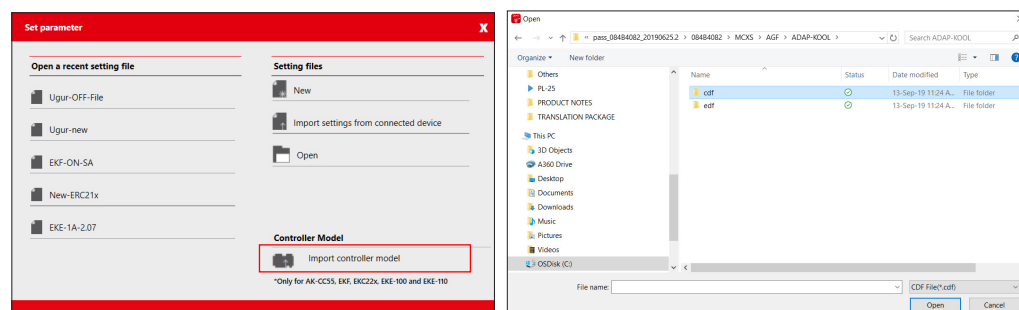 Set parameter
X
Open a recent setting file
Ugur-OFF-File
Ugur-new
EKF-ON-SA
New-ERC21x
EKE-1A-2.07
Setting files
New
Import settings from connected device
Open
Controller Model
Import controller model
*Only for AK-CC55, EKF, EKC22x, EKE-100 and EKE-110
Open
« pass_084B4082_20190625.2 > 084B4082 > MCXS > AGF > ADAP-KOOL >
Search ADAP-KOOL
Organize
New folder
Others
PL-25
PRODUCT NOTES
TRANSLATION PACKAGE
This PC
3D Objects
A360 Drive
Desktop
Documents
Downloads
Music
Pictures
Videos
OSDisk (C:)
Name Status Date modified Type
cdf 13-Sep-19 11:24 A... File folder
edf 13-Sep-19 11:24 A... File folder
File name:
CDF File(*.cdf)
Open Cancel